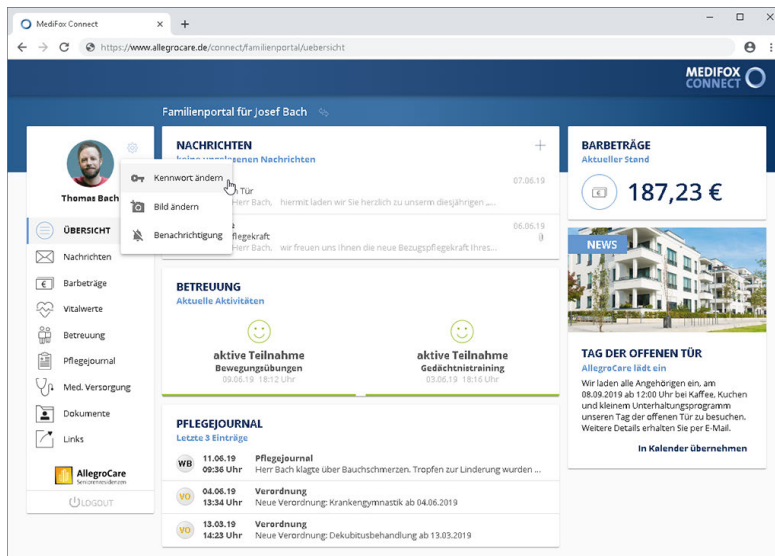 MediFox Connect
https://www.allegrocare.de/connect/familienportal/uebersicht
MEDIFOX
CONNECT
Familienportal für Josef Bach
Thomas Bach
Kennwort ändern
Bild ändern
Benachrichtigung
ÜBERSICHT
Nachrichten
Barbeträge
Vitalwerte
Betreuung
Pflegejournal
Med. Versorgung
Dokumente
Links
AllegroCare
Seniorenresidenzen
LOGOUT
NACHRICHTEN
keine ungelesenen Nachrichten
07.06.19
Tür
Herr Bach, hiermit laden wir Sie herzlich zu unserm diesjährigen ,,...
06.06.19
flegekraft
Herr Bach, wir freuen uns Ihnen die neue Bezugspflegekraft Ihres...
BETREUUNG
Aktuelle Aktivitäten
aktive Teilnahme
Bewegungsübungen
09.06.19 18:12 Uhr
aktive Teilnahme
Gedächtnistraining
03.06.19 18:16 Uhr
PFLEGEJOURNAL
Letzte 3 Einträge
WB 11.06.19 Pflegejournal
09:36 Uhr Herr Bach klagte über Bauchschmerzen. Tropfen zur Linderung wurden ...
VO 04.06.19 Verordnung
13:34 Uhr Neue Verordnung: Krankengymnastik ab 04.06.2019
VO 13.03.19 Verordnung
14:23 Uhr Neue Verordnung: Dekubitusbehandlung ab 13.03.2019
BARBETRÄGE
Aktueller Stand
187,23 €
NEWS
TAG DER OFFENEN TÜR
AllegroCare lädt ein
Wir laden alle Angehörigen ein, am
08.09.2019 ab 12:00 Uhr bei Kaffee, Kuchen
und kleinem Unterhaltungsprogramm
unseren Tag der offenen Tür zu besuchen.
Weitere Details erhalten Sie per E-Mail.
In Kalender übernehmen